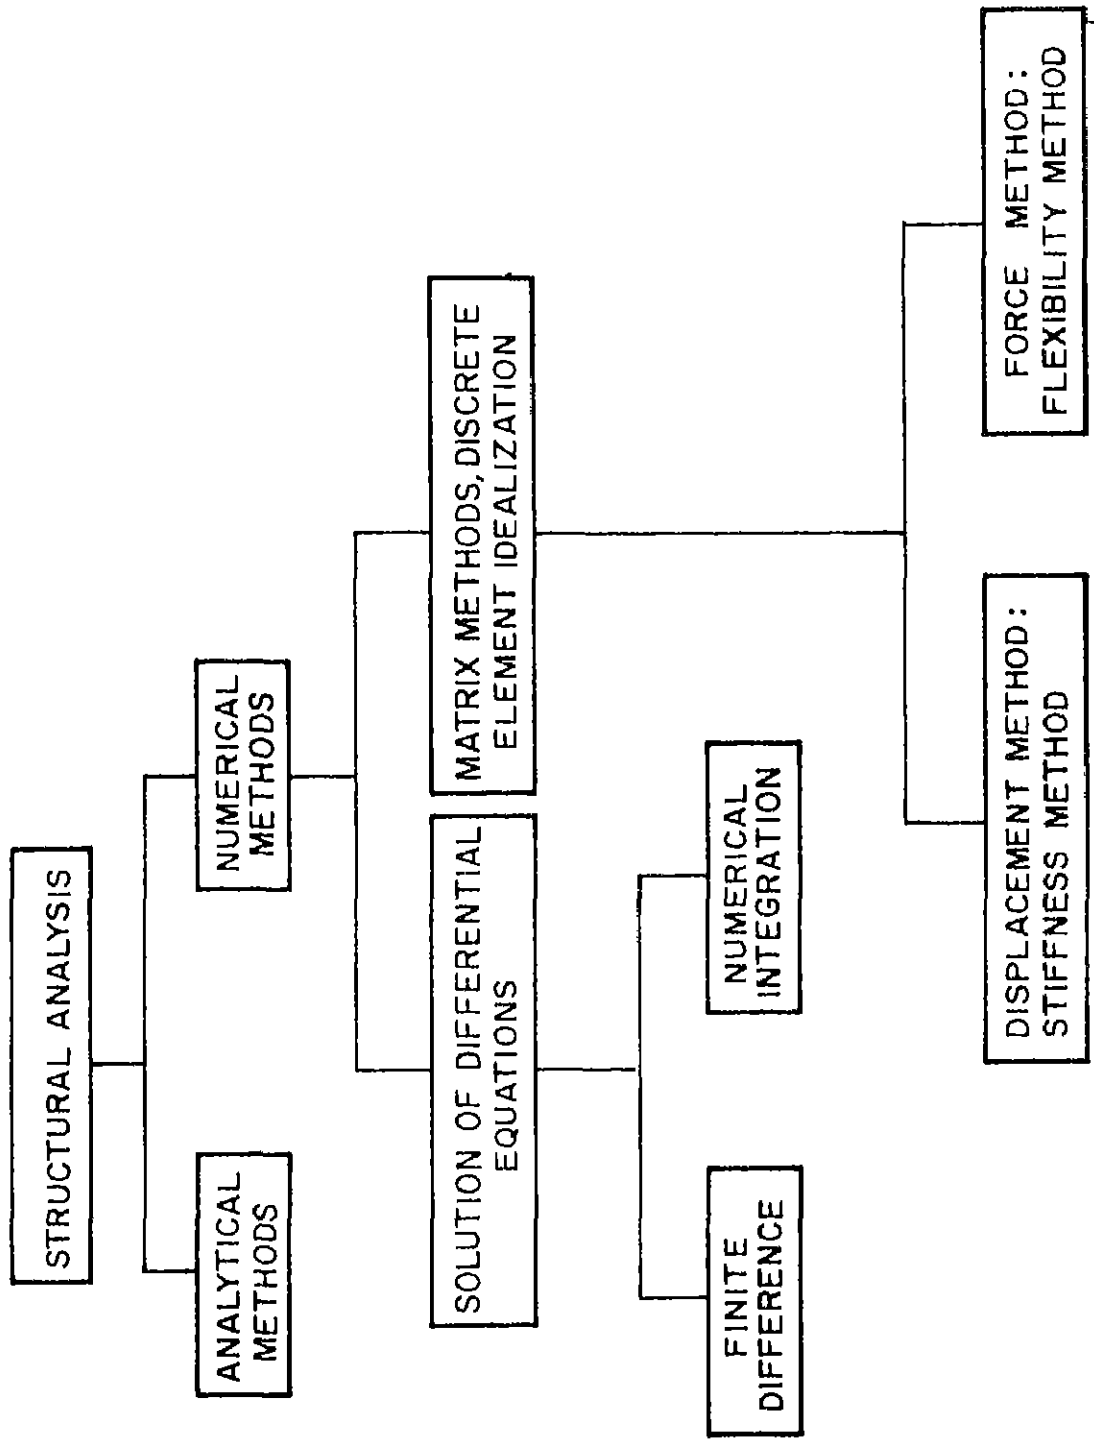 STRUCTURAL ANALYSIS
ANALYTICAL
METHODS
NUMERICAL
METHODS
SOLUTION OF DIFFERENTIAL
EQUATIONS
MATRIX METHODS, DISCRETE
ELEMENT IDEALIZATION
FINITE
DIFFERENCE
NUMERICAL
INTEGRATION
DISPLACEMENT METHOD:
STIFFNESS METHOD
FORCE METHOD:
FLEXIBILITY METHOD